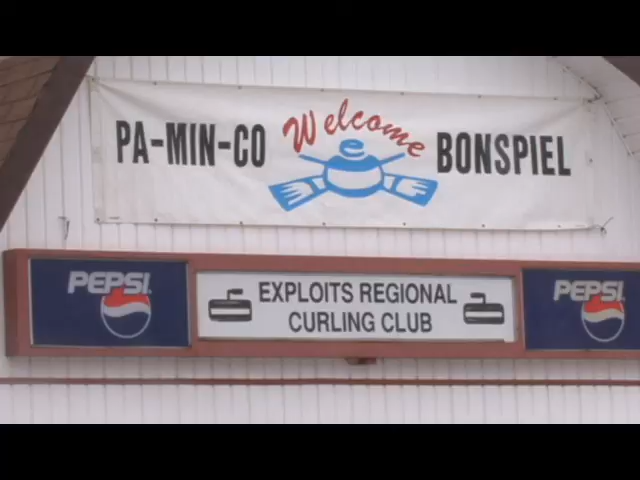 PA-MIN-CO Welcome BONSPIEL
PEPSI EXPLOITS REGIONAL PEPSI
CURLING CLUB